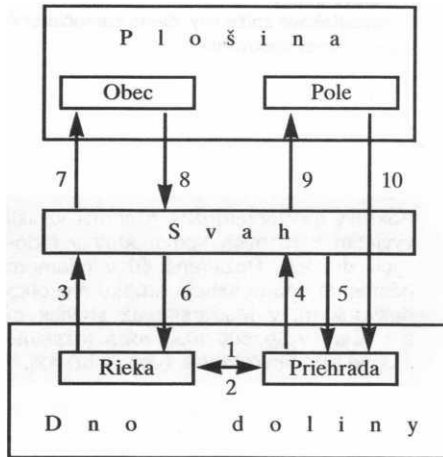 P l o š i n a
Obec Pole
7 8 9 10
S v a h
3 6 4 5
1
Rieka Priehrada
2
D n o d o l i n y